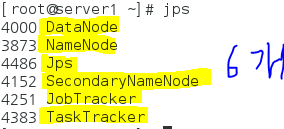 [root@server1 ~]# jps
4000 DataNode
3873 NameNode
4486 Jps
4152 SecondaryNameNode
4251 JobTracker
4383 TaskTracker
6개